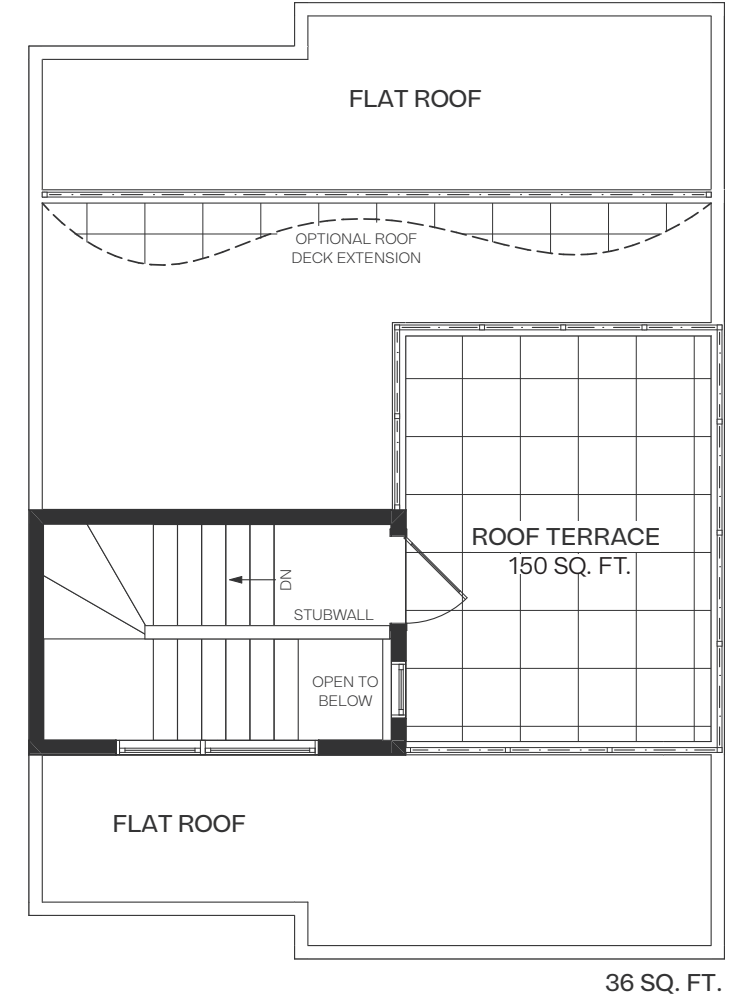 FLAT ROOF
OPTIONAL ROOF
DECK EXTENSION
ROOF TERRACE
150 SQ. FT.
DN
STUBWALL
OPEN TO
BELOW
FLAT ROOF
36 SQ. FT.